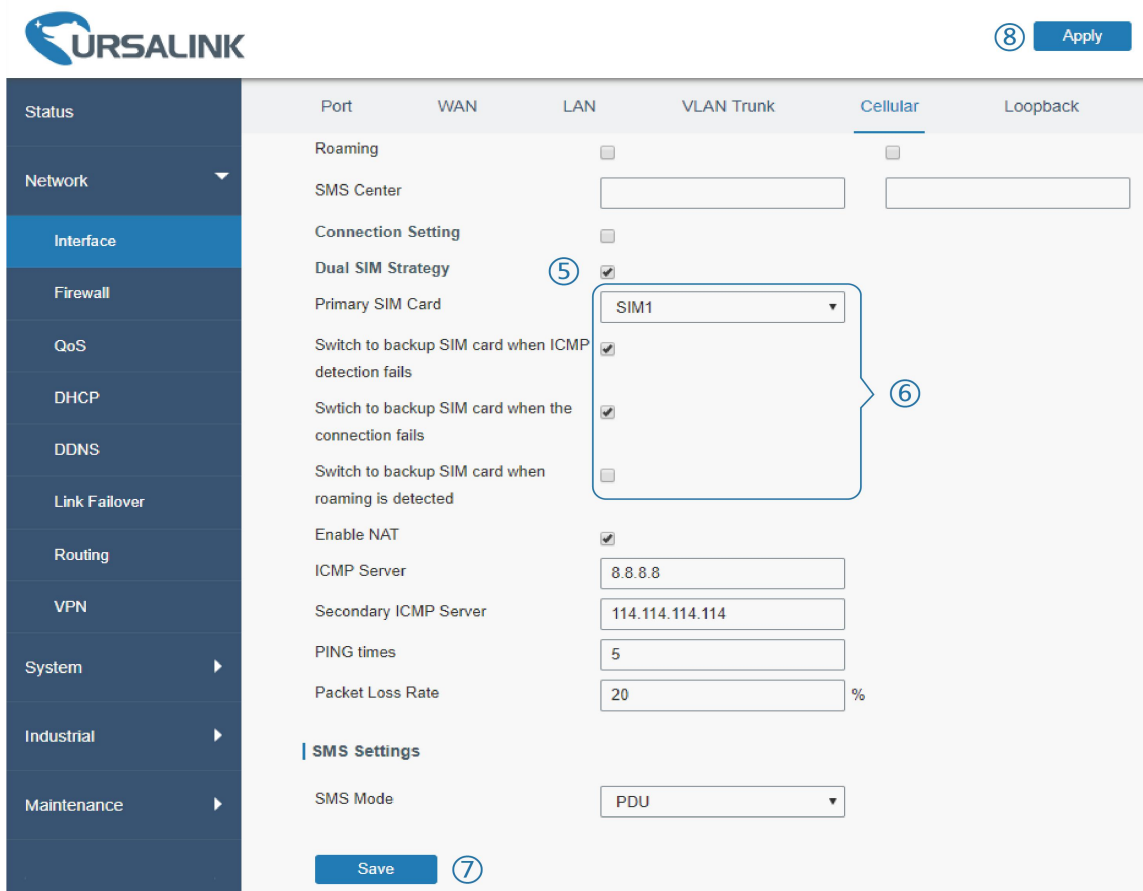 URSALINK
⑧ Apply
Status
Port WAN LAN VLAN Trunk Cellular Loopback
Roaming
Network
SMS Center
Interface
Connection Setting
Dual SIM Strategy ⑤
Firewall
Primary SIM Card SIM1
QoS
Switch to backup SIM card when ICMP
detection fails
DHCP
Swtich to backup SIM card when the
connection fails
⑥
DDNS
Switch to backup SIM card when
roaming is detected
Link Failover
Enable NAT
Routing
ICMP Server 8.8.8.8
VPN
Secondary ICMP Server 114.114.114.114
PING times 5
System
Packet Loss Rate 20 %
Industrial
SMS Settings
Maintenance
SMS Mode PDU
Save ⑦